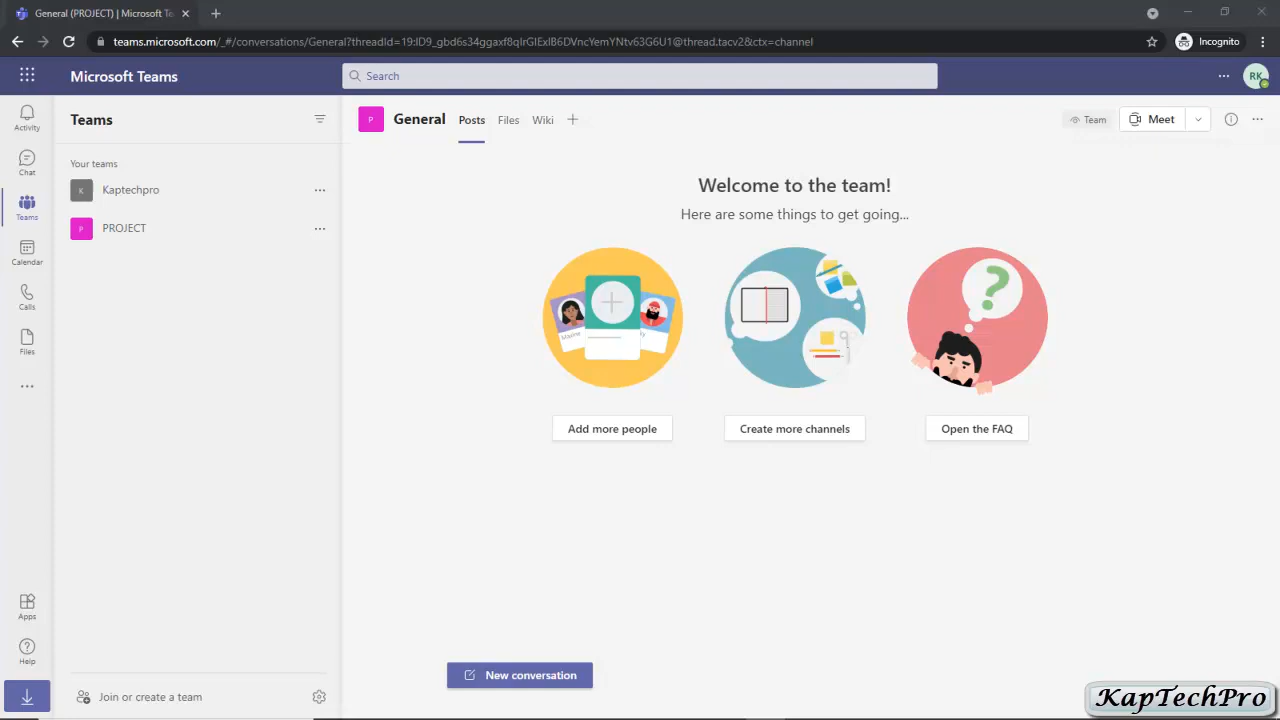 General (PROJECT) | Microsoft Te
teams.microsoft.com/_#/conversations/General?threadId=19:ID9_gbd6s34ggaxf8qIrGIExIB6DVncYemYNtv63G6U1@thread.tacv2&ctx=channel
Incognito
Microsoft Teams
Search
RK
Activity
Chat
Teams
Calendar
Calls
Files
Apps
Help
Teams
Your teams
K
Kaptechpro
P
PROJECT
Join or create a team
P
General
Posts
Files
Wiki
Team
Meet
Welcome to the team!
Here are some things to get going...
Maxine
Add more people
Create more channels
Open the FAQ
New conversation
KapTechPro